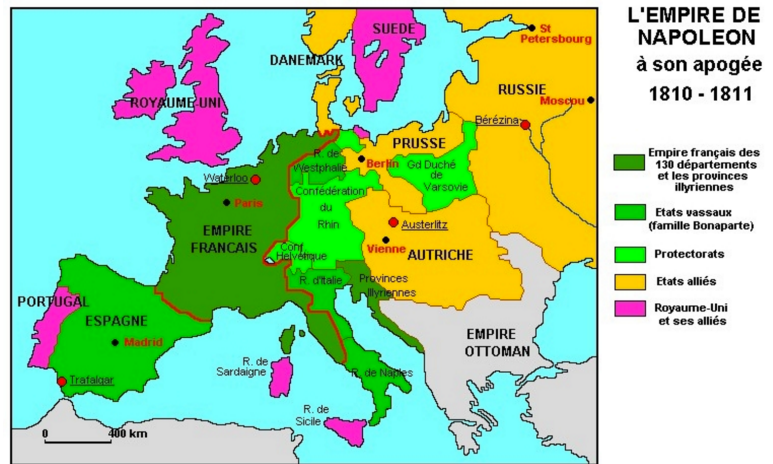 L'EMPIRE DE
NAPOLEON
à son apogée
1810 - 1811
Empire français des
130 départements
et les provinces
illyriennes
Etats vassaux
(famille Bonaparte)
Protectorats
Etats alliés
Royaume-Uni
et ses alliés
SUEDE
St
Petersbourg
DANEMARK
RUSSIE
ROYAUME-UNI
Moscou
Bérézina
PRUSSE
R. de
Westphalie
Berlin
Gd Duché
de
Varsovie
Waterloo
Confédération
du
Rhin
Paris
EMPIRE
FRANCAIS
Austerlitz
Vienne
AUTRICHE
Conf.
Helvétique
R. d'Italie
Provinces
Illyriennes
PORTUGAL
ESPAGNE
Madrid
EMPIRE
OTTOMAN
R. de
Sardaigne
R. de Naples
Trafalgar
R. de
Sicile
0 400 km